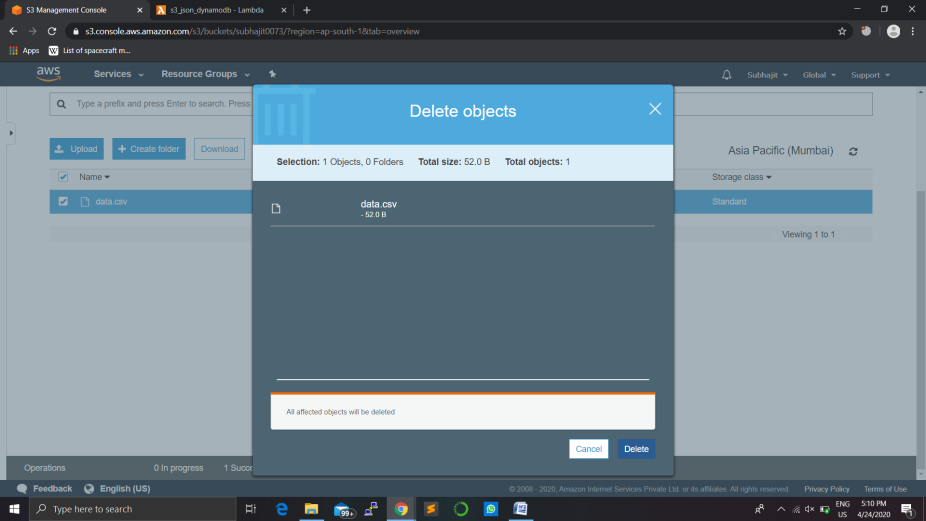 S3 Management Console
s3_json_dynamodb - Lambda
s3.console.aws.amazon.com/s3/buckets/subhajit0073/?region=ap-south-1&tab=overview
Apps
W List of spacecraft m...
aws Services Resource Groups Subhajit Global Support
Delete objects
Type a prefix and press Enter to search. Press
Upload Create folder Download
Asia Pacific (Mumbai)
Selection: 1 Objects, 0 Folders Total size: 52.0 B Total objects: 1
Name Storage class
data.csv Standard
data.csv
- 52.0 B
Viewing 1 to 1
All affected objects will be deleted
Cancel Delete
Operations 0 In progress 1 Succe
Feedback English (US) © 2008 - 2020, Amazon Internet Services Private Ltd. or its affiliates. All rights reserved. Privacy Policy Terms of Use
Type here to search
99+
ENG
US
5:10 PM
4/24/2020
1